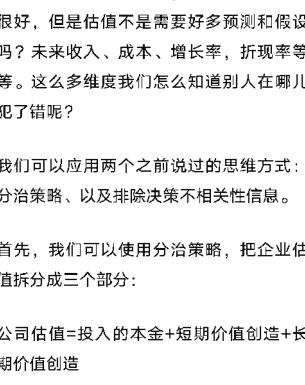 很好，但是估值不是需要好多预测和假设
吗？未来收入、成本、增长率，折现率等
等。这么多维度我们怎么知道别人在哪儿
犯了错呢？
我们可以应用两个之前说过的思维方式：
分治策略、以及排除决策不相关性信息。
首先，我们可以使用分治策略，把企业估
值拆分成三个部分：
公司估值=投入的本金+短期价值创造+长
期价值创造